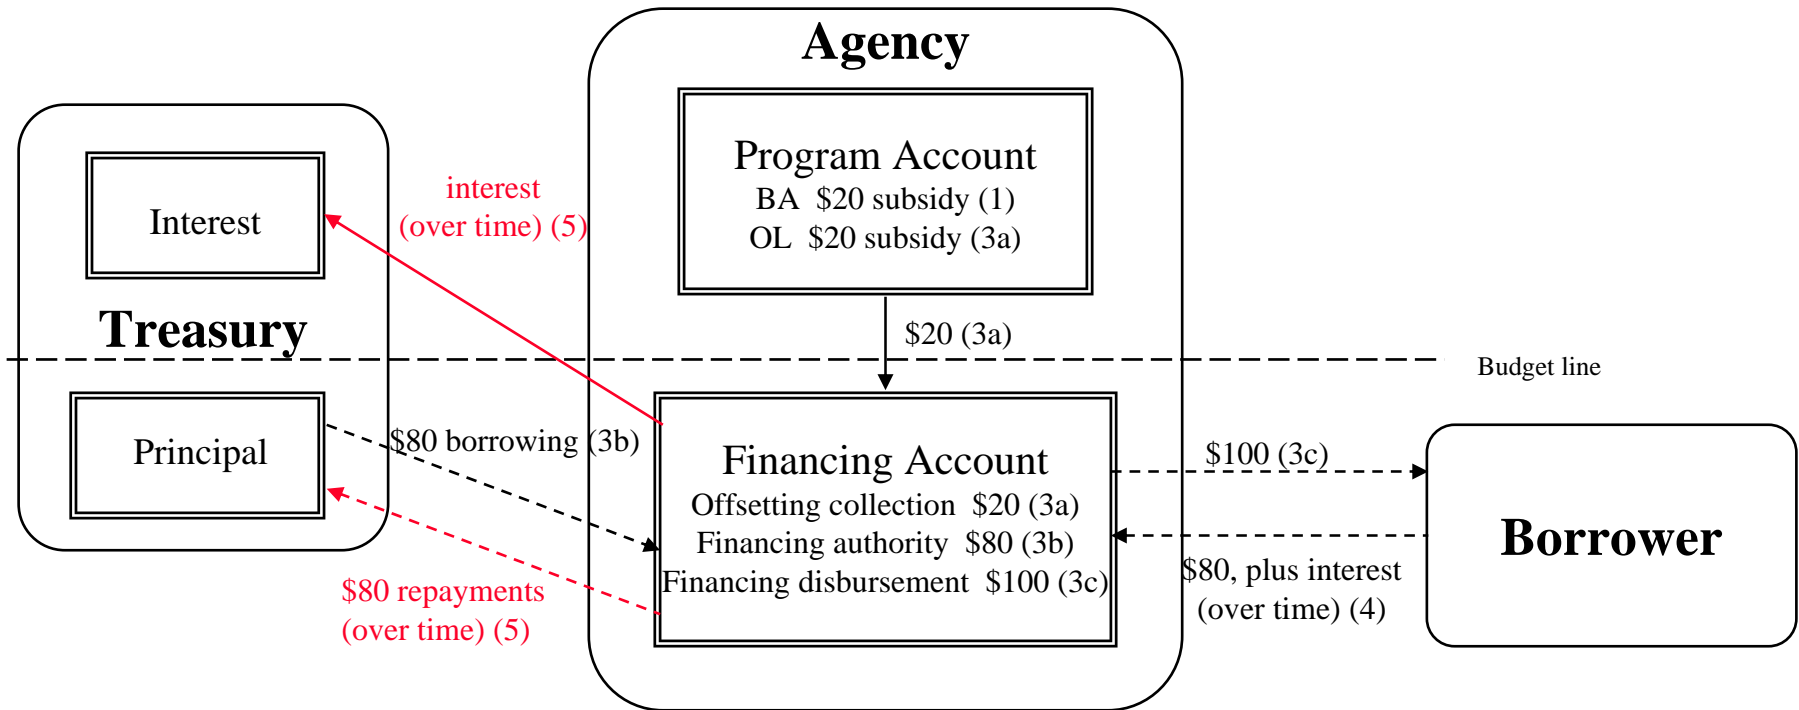 Agency
Program Account
BA $20 subsidy (1)
OL $20 subsidy (3a)
Interest
interest
(over time) (5)
Treasury
$20 (3a)
Budget line
Principal
$80 borrowing (3b)
Financing Account
Offsetting collection $20 (3a)
Financing authority $80 (3b)
Financing disbursement $100 (3c)
$100 (3c)
Borrower
$80, plus interest
(over time) (4)
$80 repayments
(over time) (5)